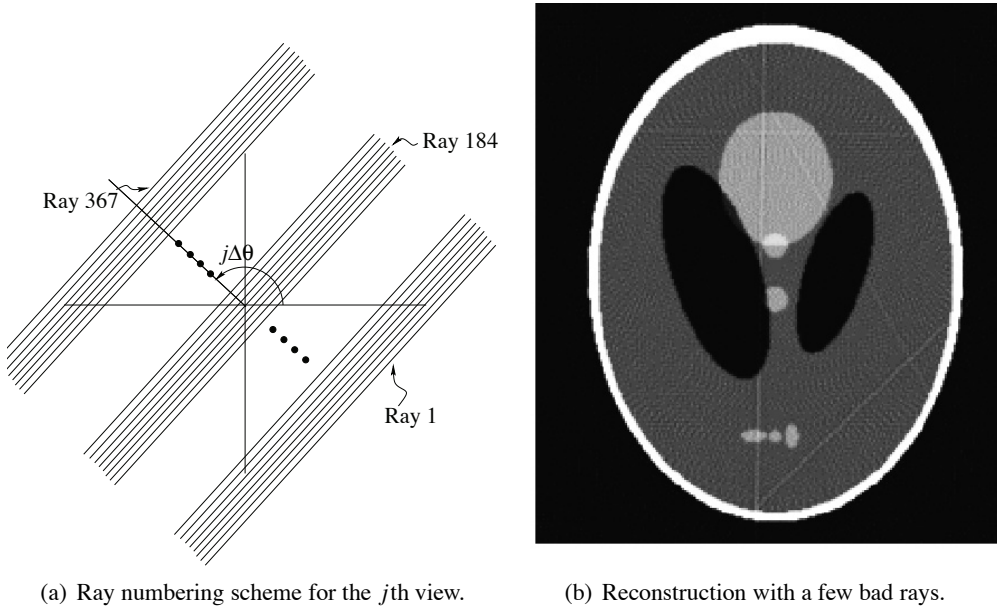 Ray 184
Ray 367
jΔθ
Ray 1
(a) Ray numbering scheme for the jth view.
(b) Reconstruction with a few bad rays.